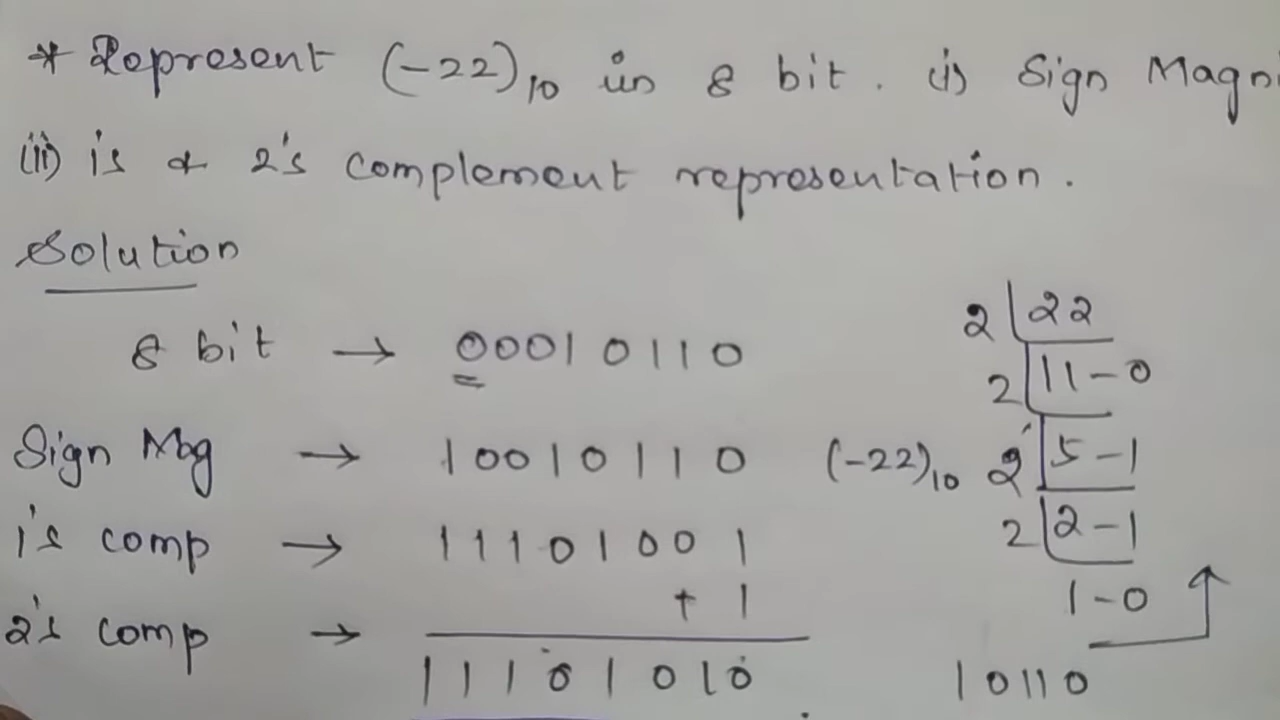 * Represent (-22)10 in 8 bit. (i) Sign Magni
(ii) 1's & 2's complement representation.
Solution
8 bit → 00010110
Sign Mag → 10010110 (-22)10
1's comp → 11101001
+ 1
2's comp →
11101010
2 | 22
2 | 11 - 0
2 | 5 - 1
2 | 2 - 1
1 - 0
10110